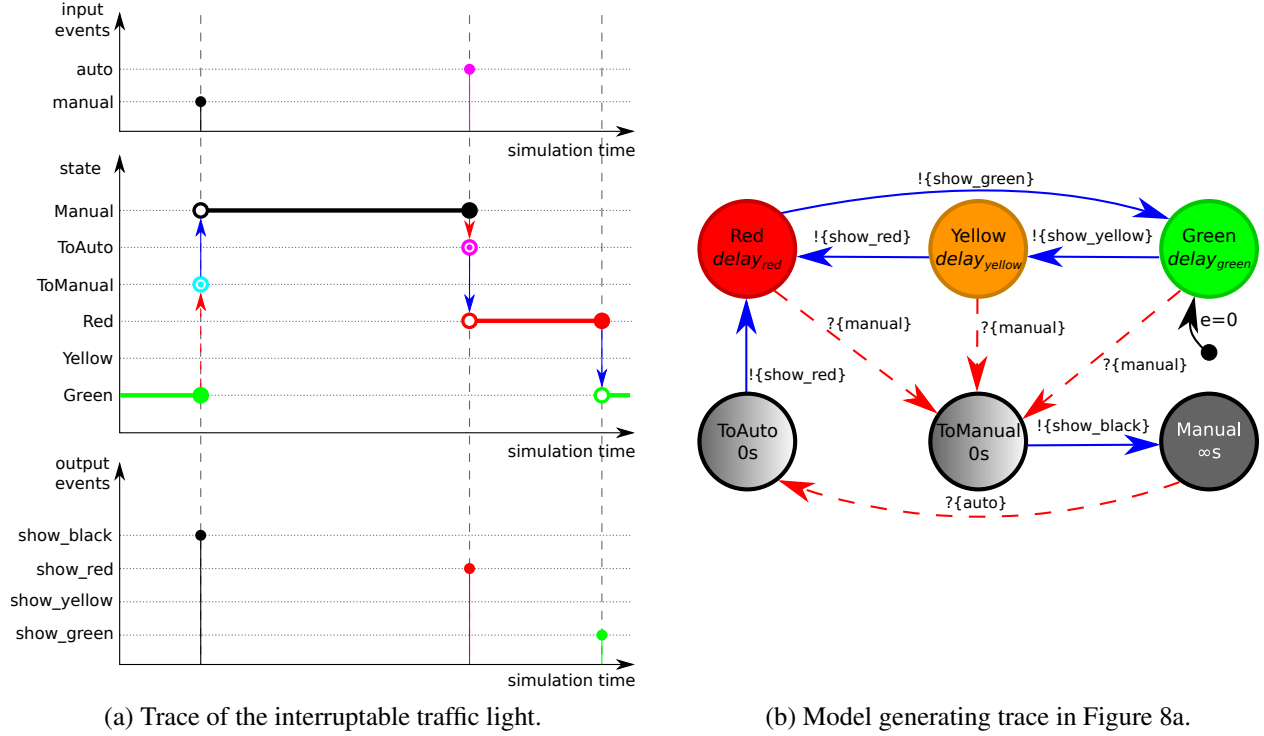 input
events
auto
manual
simulation time
state
Manual
ToAuto
ToManual
Red
Yellow
Green
simulation time
output
events
show_black
show_red
show_yellow
show_green
simulation time
(a) Trace of the interruptable traffic light.
!{show_green}
Red
delay_red
!{show_red}
Yellow
delay_yellow
!{show_yellow}
Green
delay_green
?{manual}
?{manual}
?{manual}
e=0
!{show_red}
ToAuto
0s
ToManual
0s
!{show_black}
Manual
∞s
?{auto}
(b) Model generating trace in Figure 8a.